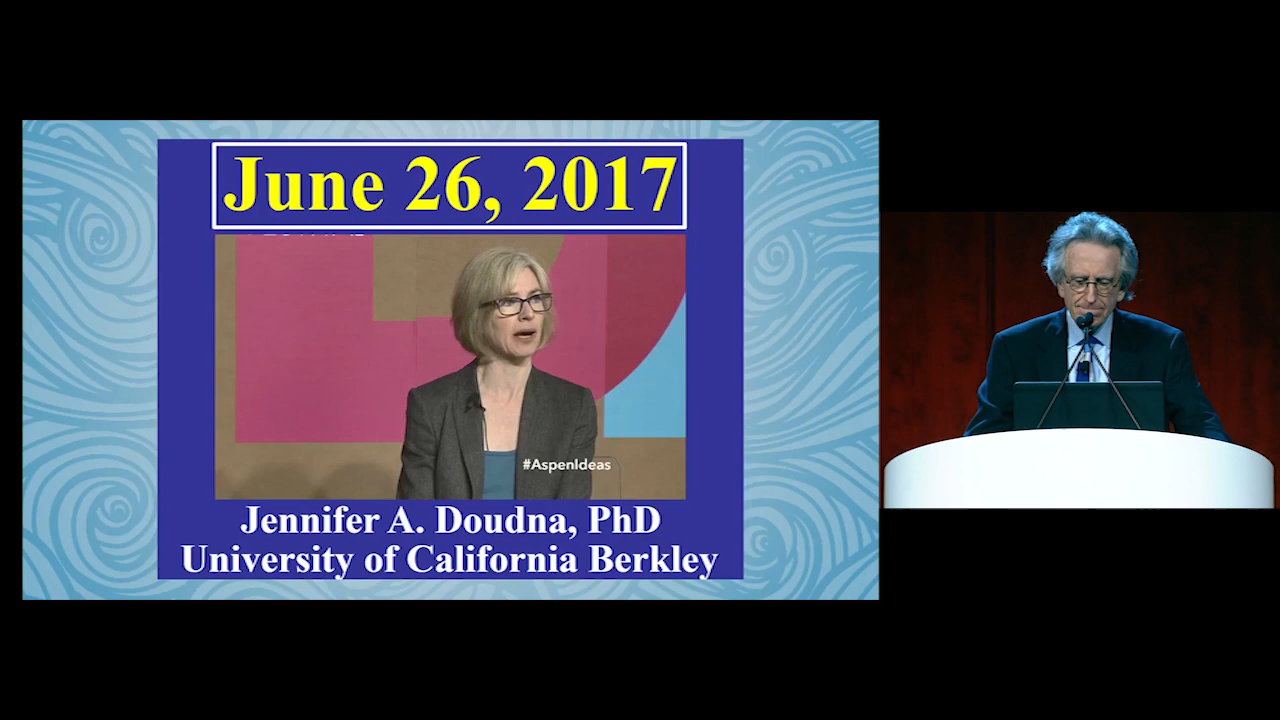 June 26, 2017
#AspenIdeas
Jennifer A. Doudna, PhD
University of California Berkley